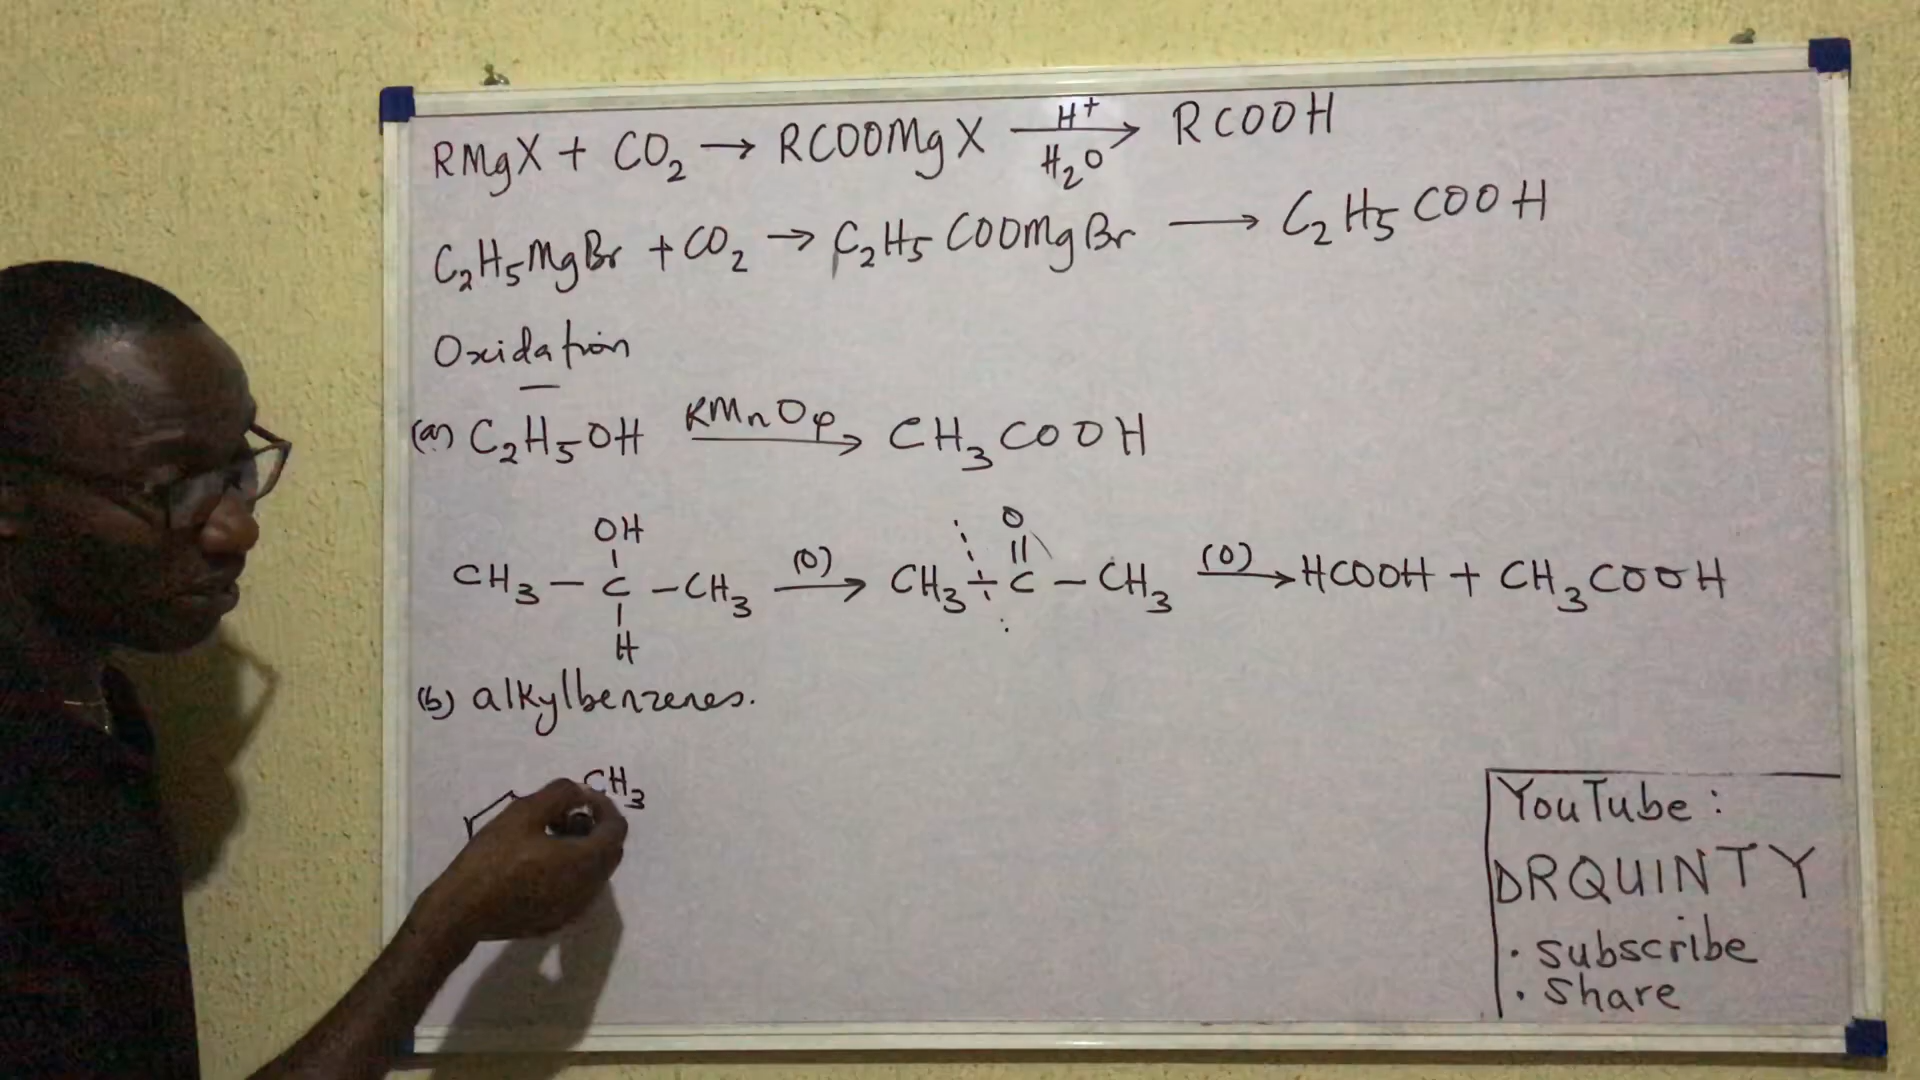 RMgX + CO₂ → RCOOMgX H⁺ H₂O → RCOOH
C₂H₅MgBr + CO₂ → C₂H₅COOMgBr → C₂H₅COOH
Oxidation
(a) C₂H₅OH KMnO₄ → CH₃COOH
OH O
CH₃ – C – CH₃ (O) → CH₃ – C – CH₃ (O) → HCOOH + CH₃COOH
H
(b) alkylbenzenes.
CH₃
YouTube :
DRQUINTY
· subscribe
· Share